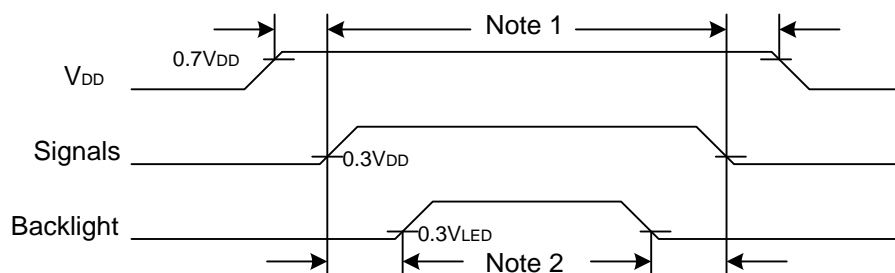 Note 1
0.7VDD
VDD
Signals
0.3VDD
Backlight
0.3VLED
Note 2